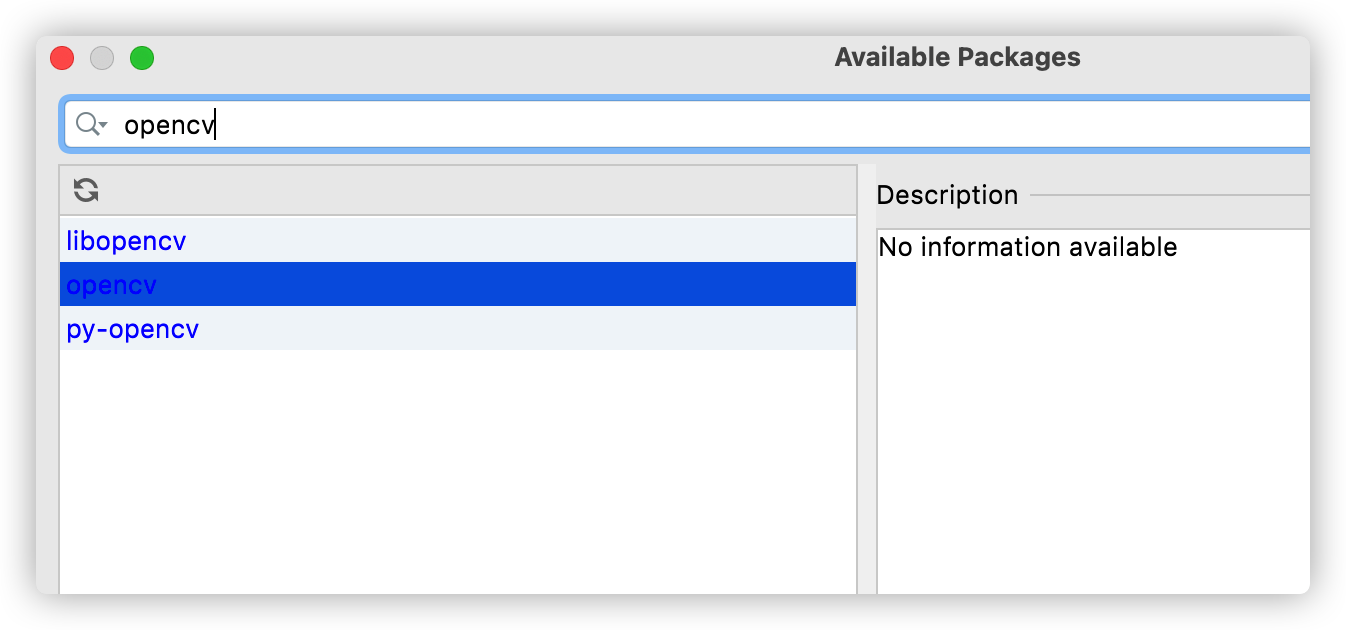 Available Packages
opencv
Description
libopencv
No information available
opencv
py-opencv